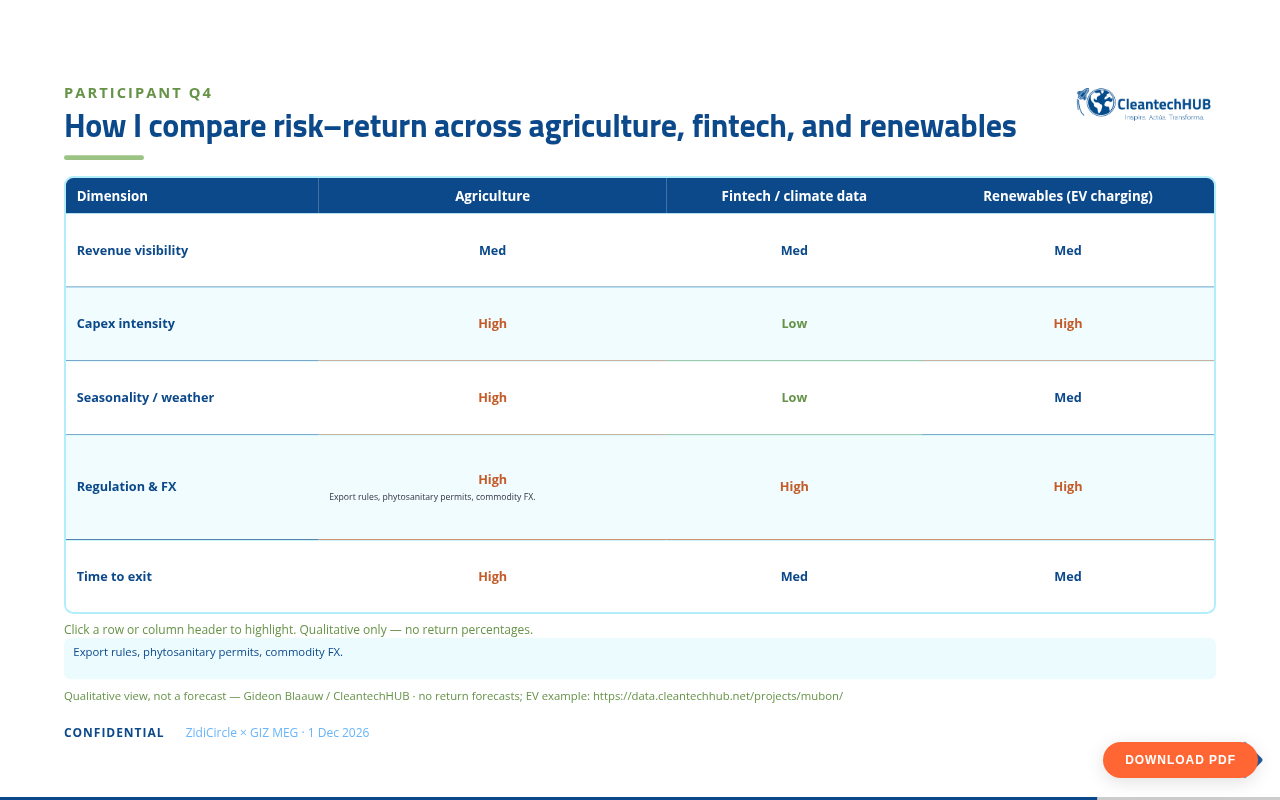 PARTICIPANT Q4
How I compare risk–return across agriculture, fintech, and renewables
CleantechHUB
Inspira. Actúa. Transforma.
Dimension Agriculture Fintech / climate data Renewables (EV charging)
Revenue visibility Med Med Med
Capex intensity High Low High
Seasonality / weather High Low Med
Regulation & FX High High High
Export rules, phytosanitary permits, commodity FX.
Time to exit High Med Med
Click a row or column header to highlight. Qualitative only — no return percentages.
Export rules, phytosanitary permits, commodity FX.
Qualitative view, not a forecast — Gideon Blaauw / CleantechHUB · no return forecasts; EV example: https://data.cleantechhub.net/projects/mubon/
CONFIDENTIAL ZidiCircle × GIZ MEG · 1 Dec 2026
DOWNLOAD PDF